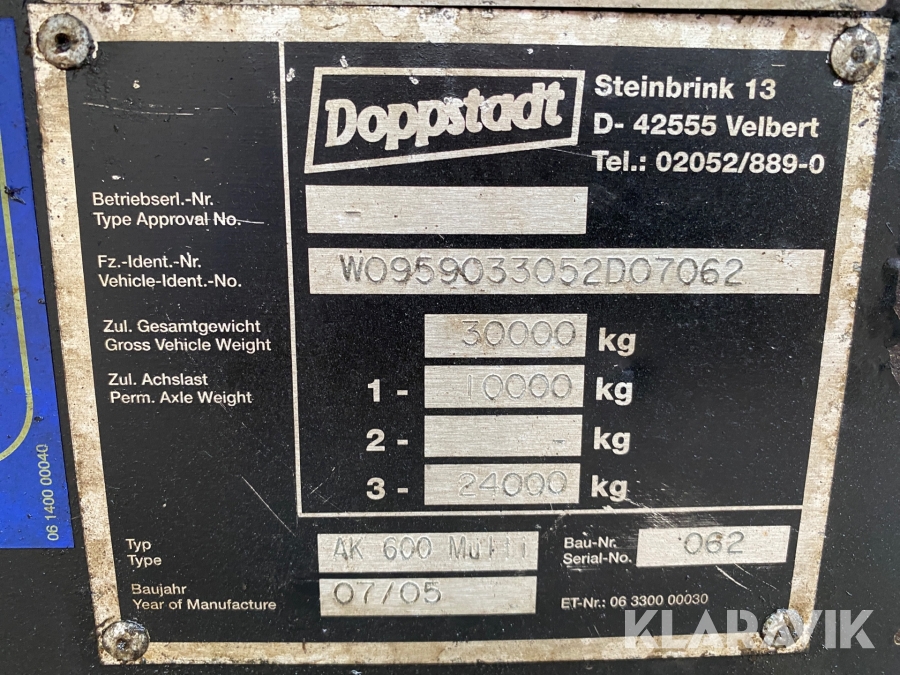 Doppstadt
Steinbrink 13
D- 42555 Velbert
Tel.: 02052/889-0
Betriebserl.-Nr.
Type Approval No. -
Fz.-Ident.-Nr.
Vehicle-Ident.-No. W0959033052D07062
Zul. Gesamtgewicht
Gross Vehicle Weight 30000 kg
Zul. Achslast
Perm. Axle Weight
1 - 10000 kg
2 - - kg
3 - 24000 kg
Typ
Type AK 600 Multi
Bau-Nr.
Serial-No. 062
Baujahr
Year of Manufacture 07/05
ET-Nr.: 06 3300 00030
06 1400 00040
KLARAVIK